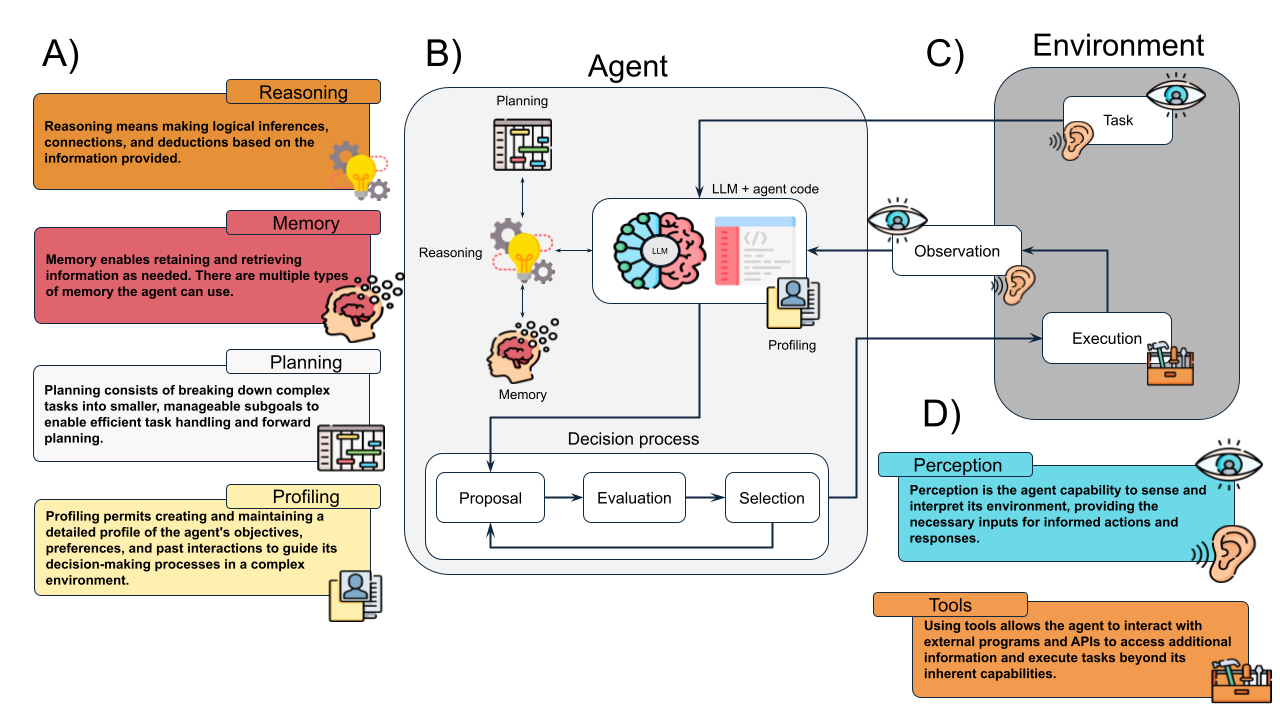 A)
Reasoning
Reasoning means making logical inferences,
connections, and deductions based on the
information provided.
Memory
Memory enables retaining and retrieving
information as needed. There are multiple types
of memory the agent can use.
Planning
Planning consists of breaking down complex
tasks into smaller, manageable subgoals to
enable efficient task handling and forward
planning.
Profiling
Profiling permits creating and maintaining a
detailed profile of the agent's objectives,
preferences, and past interactions to guide its
decision-making processes in a complex
environment.
B)
Agent
Planning
LLM + agent code
Reasoning
LLM
</>
Profiling
Memory
Decision process
Proposal
Evaluation
Selection
C)
Environment
Task
Observation
Execution
D)
Perception
Perception is the agent capability to sense and
interpret its environment, providing the
necessary inputs for informed actions and
responses.
Tools
Using tools allows the agent to interact with
external programs and APIs to access additional
information and execute tasks beyond its
inherent capabilities.